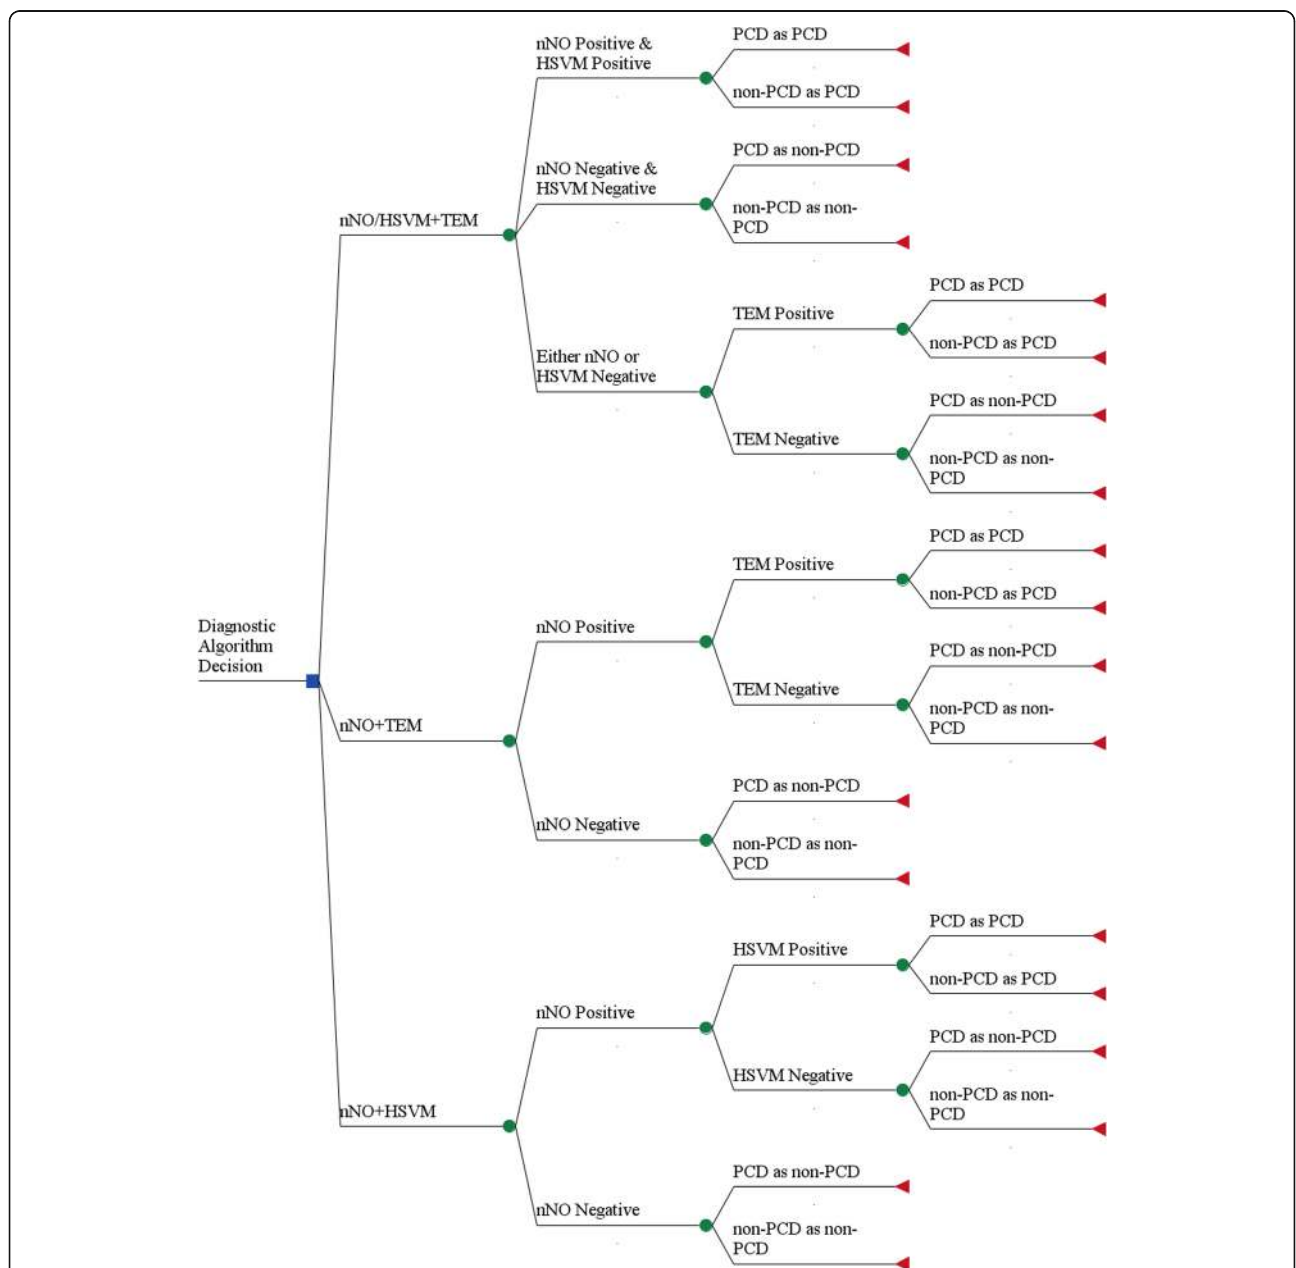 PCD as PCD
nNO Positive &
HSVM Positive
non-PCD as PCD
PCD as non-PCD
nNO Negative &
HSVM Negative
non-PCD as non-
PCD
nNO/HSVM+TEM
PCD as PCD
TEM Positive
non-PCD as PCD
Either nNO or
HSVM Negative
PCD as non-PCD
TEM Negative
non-PCD as non-
PCD
PCD as PCD
TEM Positive
non-PCD as PCD
nNO Positive
PCD as non-PCD
TEM Negative
non-PCD as non-
PCD
Diagnostic
Algorithm
Decision
nNO+TEM
PCD as non-PCD
nNO Negative
non-PCD as non-
PCD
PCD as PCD
HSVM Positive
non-PCD as PCD
nNO Positive
PCD as non-PCD
HSVM Negative
non-PCD as non-
PCD
nNO+HSVM
PCD as non-PCD
nNO Negative
non-PCD as non-
PCD